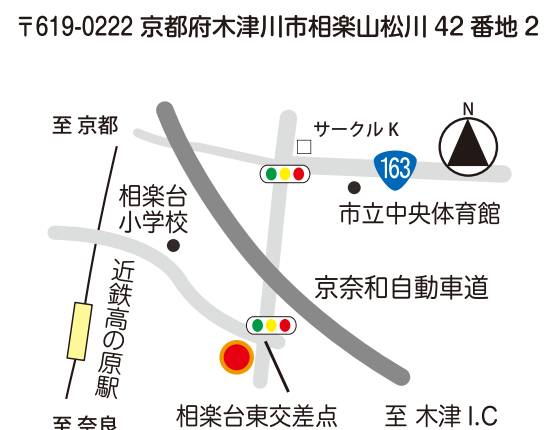 〒619-0222 京都府木津川市相楽山松川 42 番地 2
至 京都
サークル K
N
163
相楽台
小学校
市立中央体育館
近鉄高の原駅
京奈和自動車道
相楽台東交差点
至 木津 I.C
至 奈良